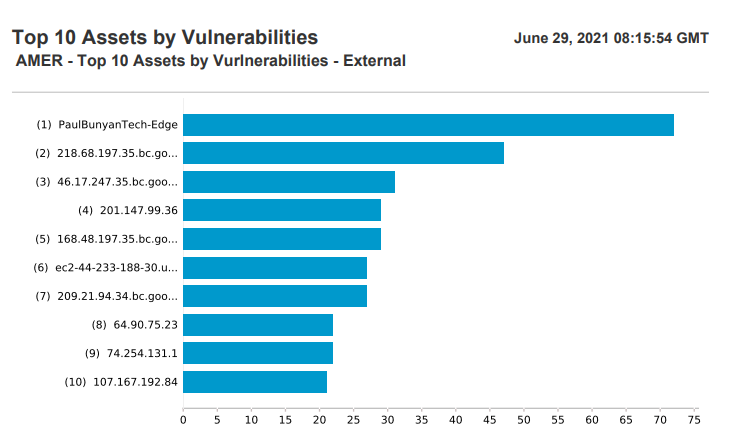 Top 10 Assets by Vulnerabilities
June 29, 2021 08:15:54 GMT
AMER - Top 10 Assets by Vurlnerabilities - External
(1) PaulBunyanTech-Edge
(2) 218.68.197.35.bc.go...
(3) 46.17.247.35.bc.goo...
(4) 201.147.99.36
(5) 168.48.197.35.bc.go...
(6) ec2-44-233-188-30.u...
(7) 209.21.94.34.bc.goo...
(8) 64.90.75.23
(9) 74.254.131.1
(10) 107.167.192.84
0 5 10 15 20 25 30 35 40 45 50 55 60 65 70 75